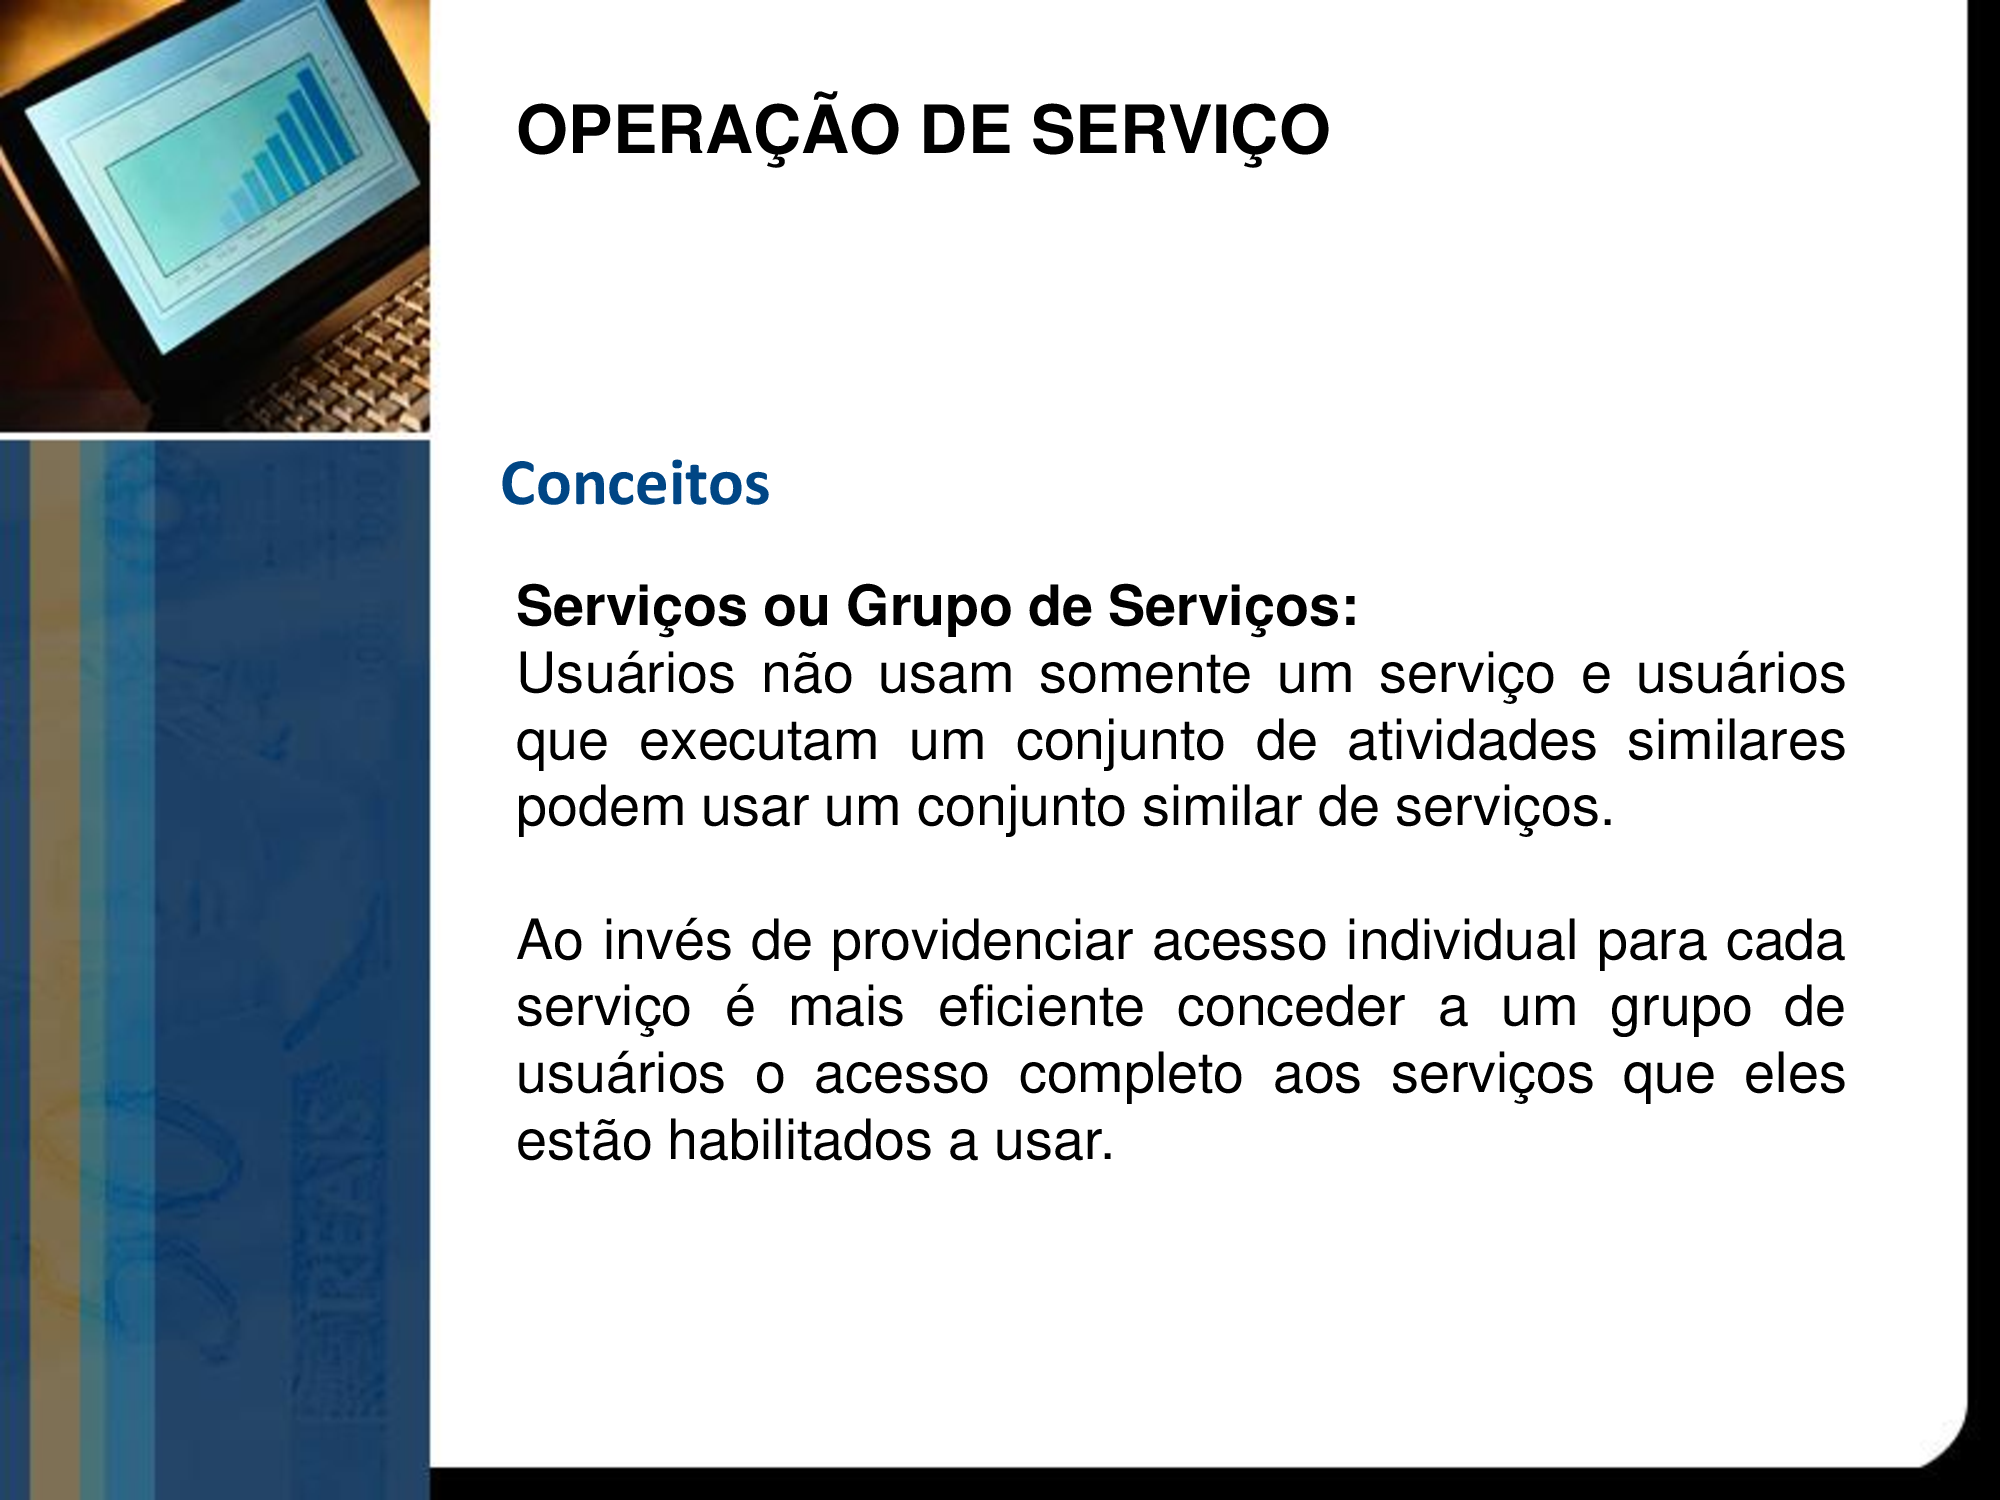 OPERAÇÃO DE SERVIÇO
Conceitos
Serviços ou Grupo de Serviços:
Usuários não usam somente um serviço e usuários
que executam um conjunto de atividades similares
podem usar um conjunto similar de serviços.
Ao invés de providenciar acesso individual para cada
serviço é mais eficiente conceder a um grupo de
usuários o acesso completo aos serviços que eles
estão habilitados a usar.
REAIS